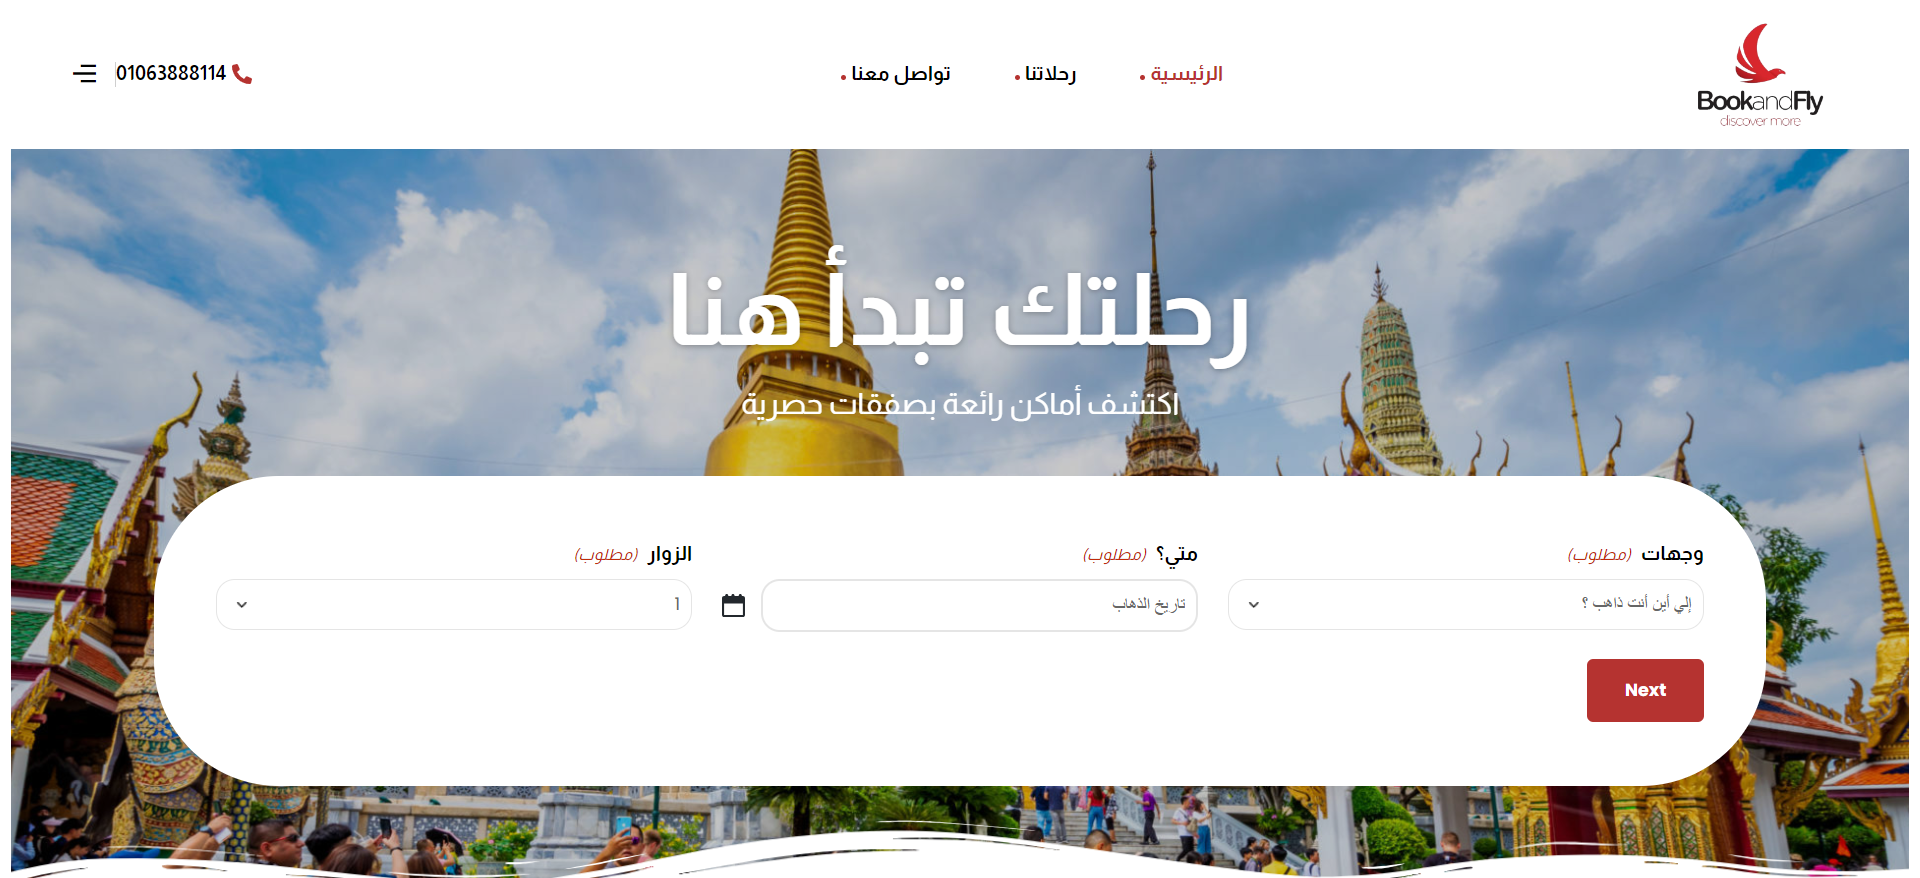 BookandFly
discover more
الرئيسية
رحلاتنا
تواصل معنا
01063888114
رحلتك تبدأ هنا
اكتشف أماكن رائعة بصفقات حصرية
وجهات (مطلوب)
إلي أين أنت ذاهب ؟
متي؟ (مطلوب)
تاريخ الذهاب
الزوار (مطلوب)
1
Next